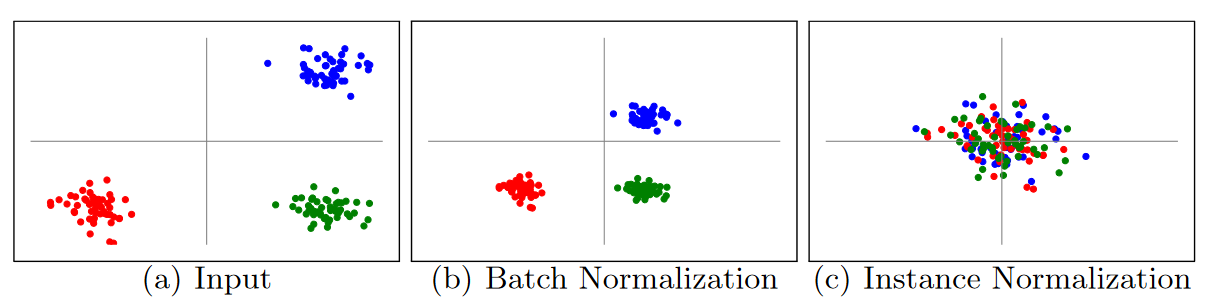 (a) Input
(b) Batch Normalization
(c) Instance Normalization